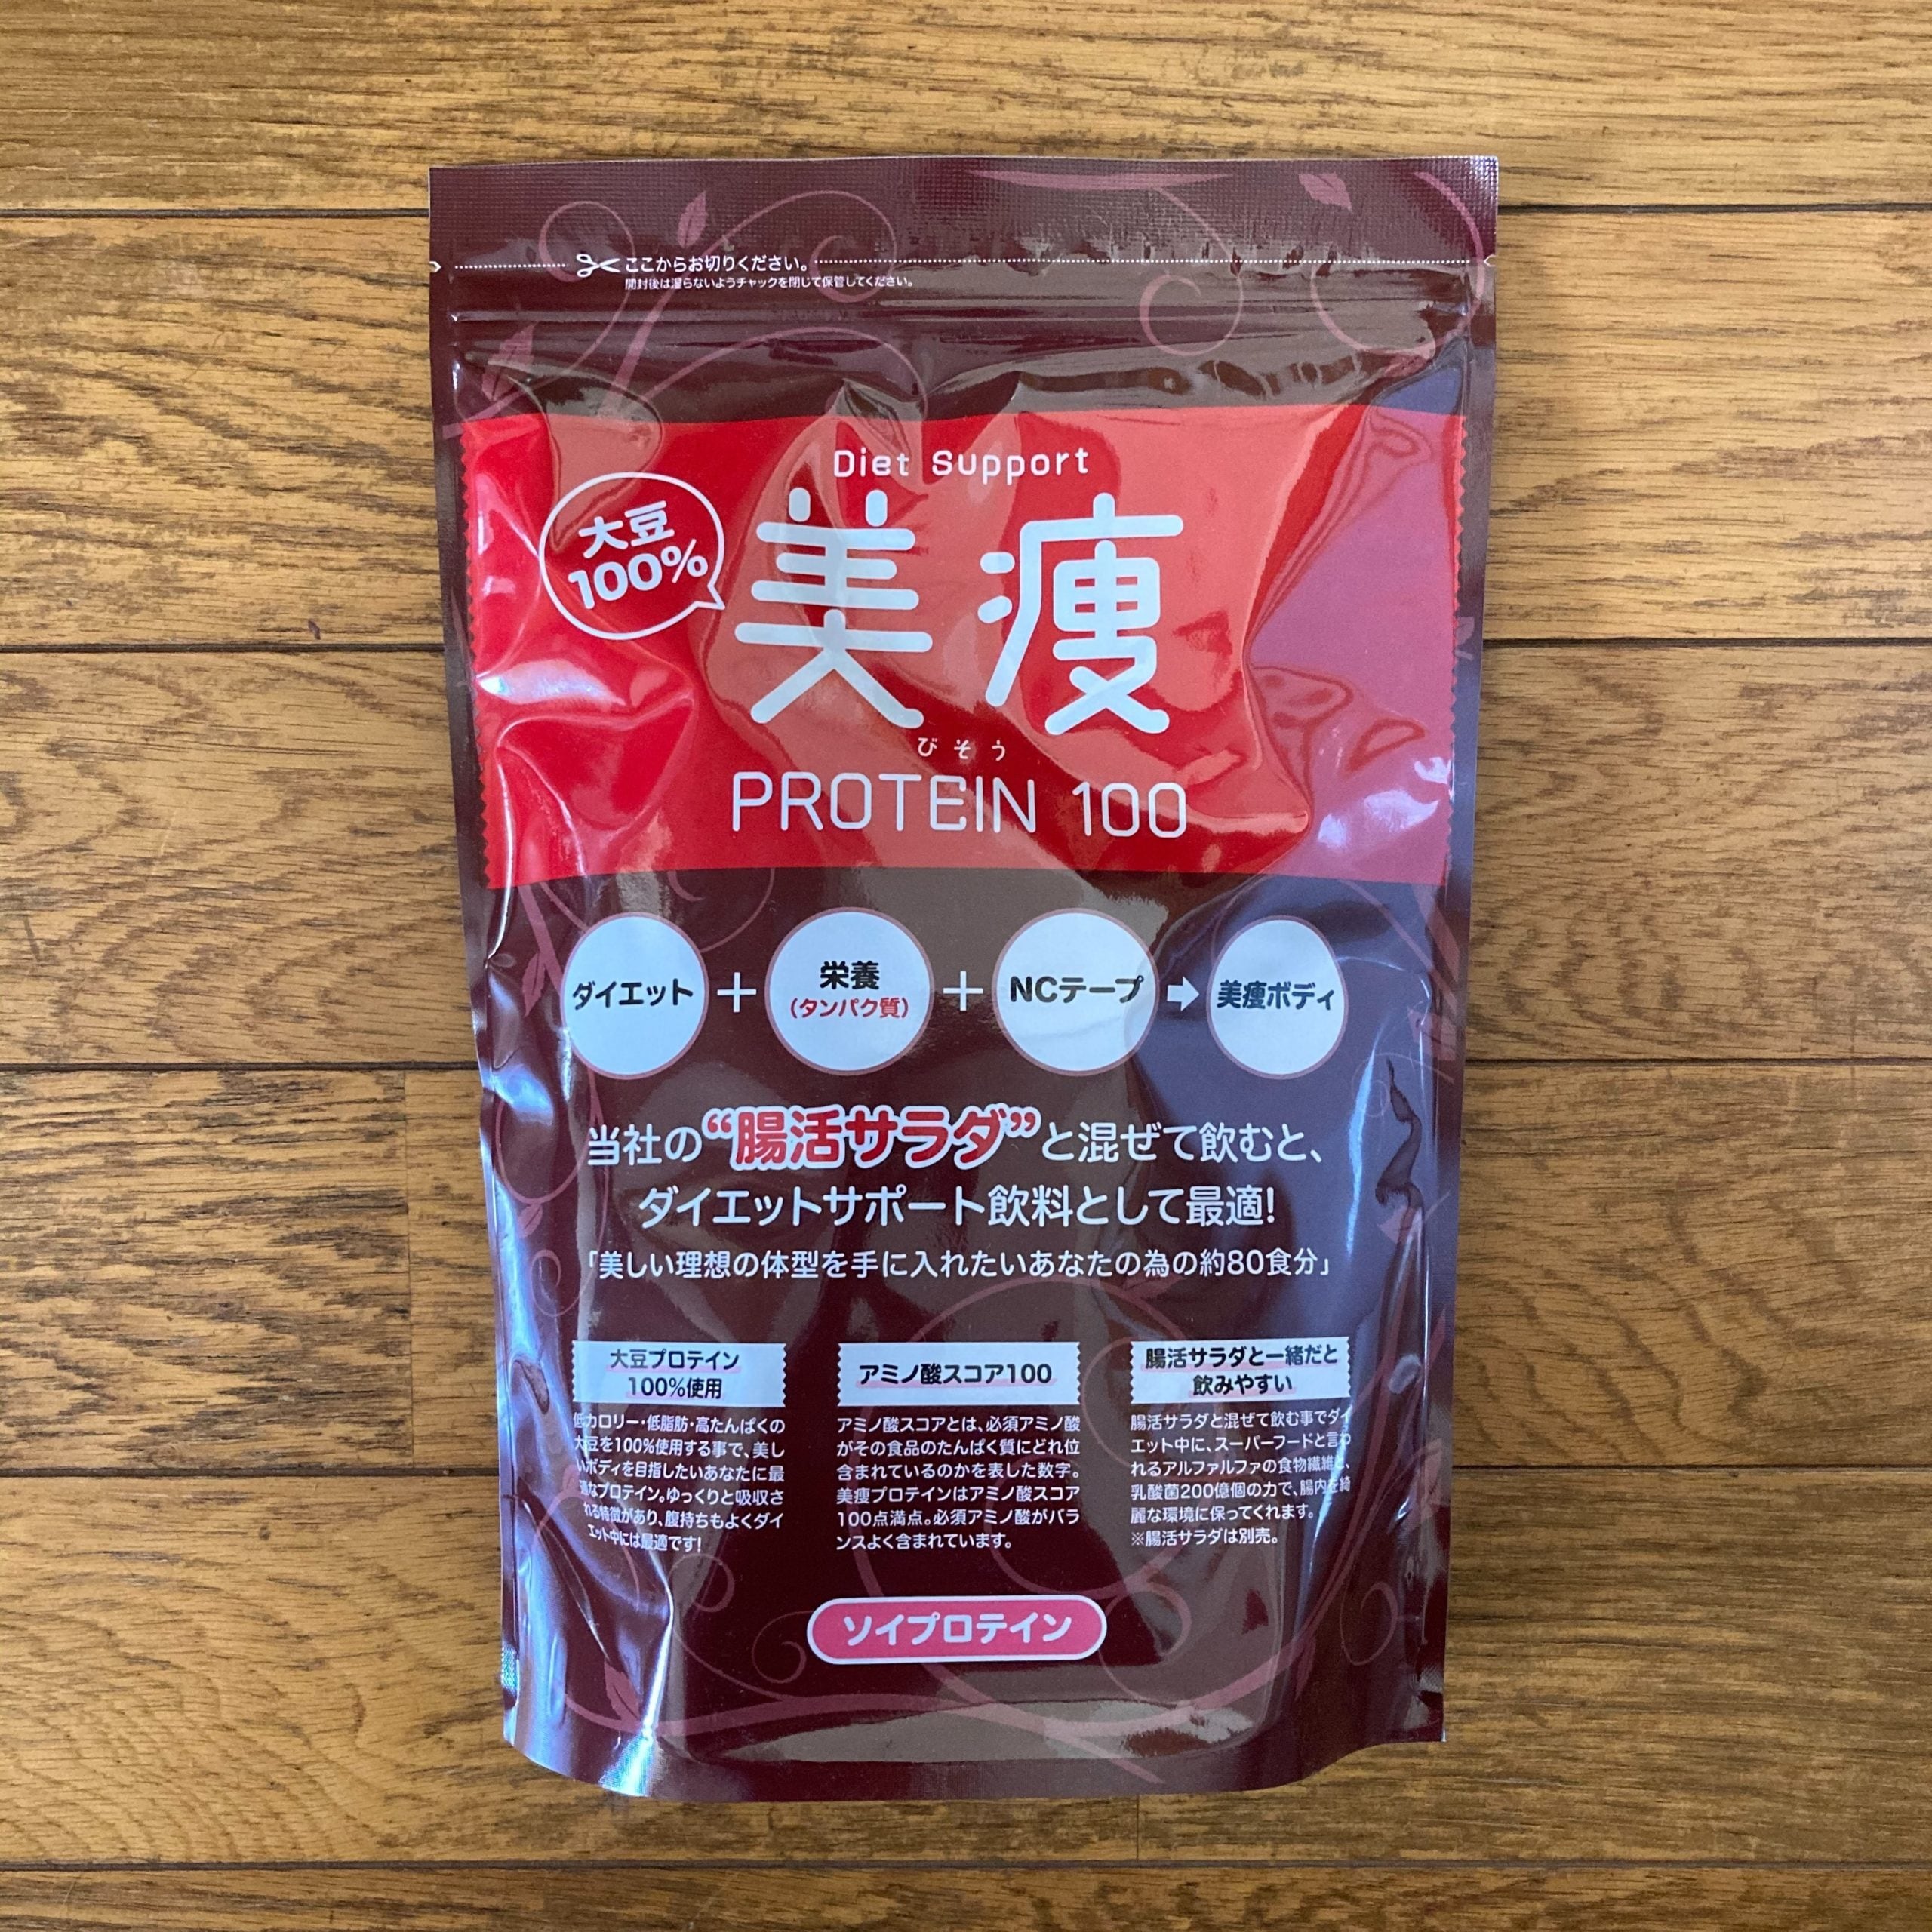 ここからお切りください。
開封後は湿らないようチャックを閉じて保管してください。
Diet Support
大豆
100%
美痩
びそう
PROTEIN 100
ダイエット + 栄養 + NCテープ → 美痩ボディ
(タンパク質)
当社の“腸活サラダ”と混ぜて飲むと、
ダイエットサポート飲料として最適!
「美しい理想の体型を手に入れたいあなたの為の約80食分」
大豆プロテイン
100%使用
低カロリー・低脂肪・高たんぱくの
大豆を100%使用する事で、美し
いボディを目指したいあなたに最
適なプロテイン。ゆっくりと吸収さ
れる特徴があり、腹持ちもよくダイ
エット中には最適です!
アミノ酸スコア100
アミノ酸スコアとは、必須アミノ酸
がその食品のたんぱく質にどれ位
含まれているのかを表した数字。
美痩プロテインはアミノ酸スコア
100点満点。必須アミノ酸がバラ
ンスよく含まれています。
腸活サラダと一緒だと
飲みやすい
腸活サラダと混ぜて飲む事でダイ
エット中に、スーパーフードと言わ
れるアルファルファの食物繊維と、
乳酸菌200億個の力で、腸内を綺
麗な環境に保ってくれます。
※腸活サラダは別売。
ソイプロテイン